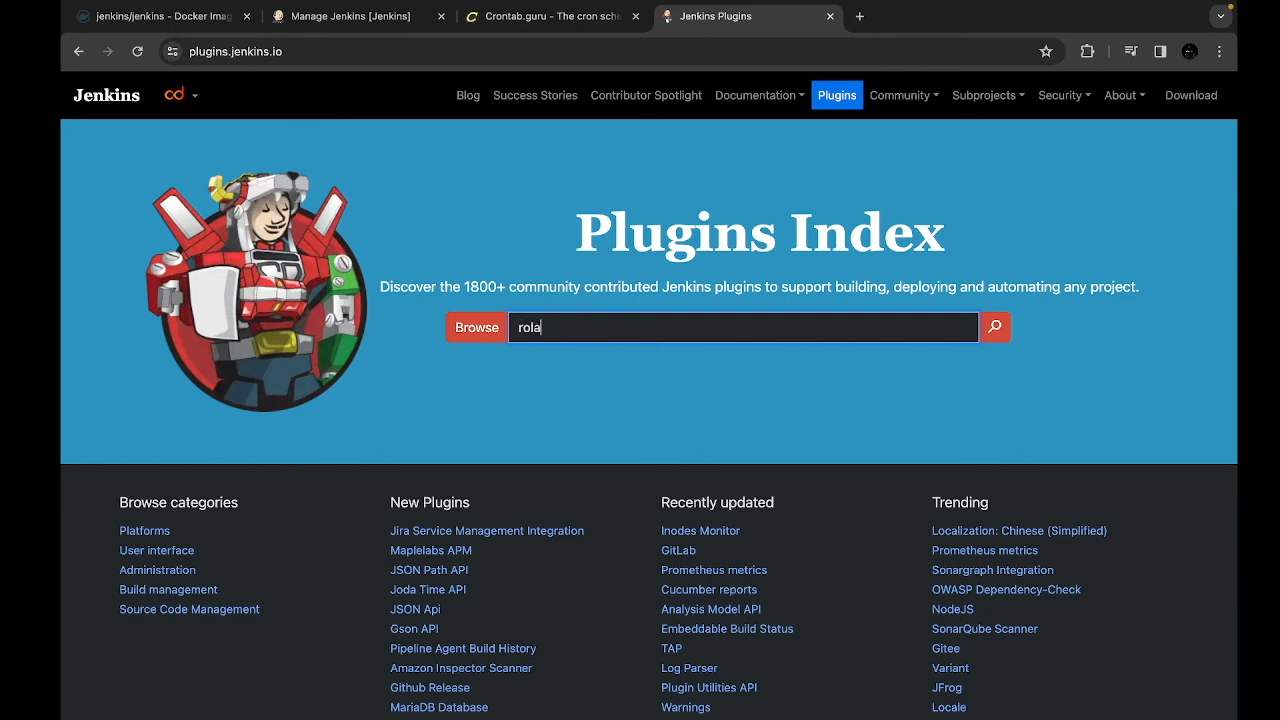 jenkins/jenkins - Docker Imag
Manage Jenkins [Jenkins]
Crontab.guru - The cron sche
Jenkins Plugins
plugins.jenkins.io
Jenkins
cd
Blog
Success Stories
Contributor Spotlight
Documentation
Plugins
Community
Subprojects
Security
About
Download
Plugins Index
Discover the 1800+ community contributed Jenkins plugins to support building, deploying and automating any project.
Browse
rola
Browse categories
Platforms
User interface
Administration
Build management
Source Code Management
New Plugins
Jira Service Management Integration
Maplelabs APM
JSON Path API
Joda Time API
JSON Api
Gson API
Pipeline Agent Build History
Amazon Inspector Scanner
Github Release
MariaDB Database
Recently updated
Inodes Monitor
GitLab
Prometheus metrics
Cucumber reports
Analysis Model API
Embeddable Build Status
TAP
Log Parser
Plugin Utilities API
Warnings
Trending
Localization: Chinese (Simplified)
Prometheus metrics
Sonargraph Integration
OWASP Dependency-Check
NodeJS
SonarQube Scanner
Gitee
Variant
JFrog
Locale